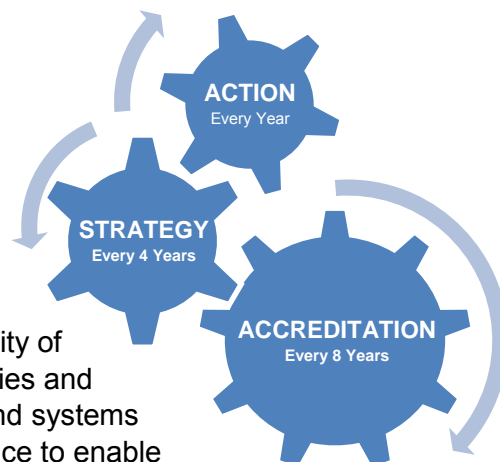 ACTION
Every Year
STRATEGY
Every 4 Years
ACCREDITATION
Every 8 Years
ity of
ies and
nd systems
ce to enable